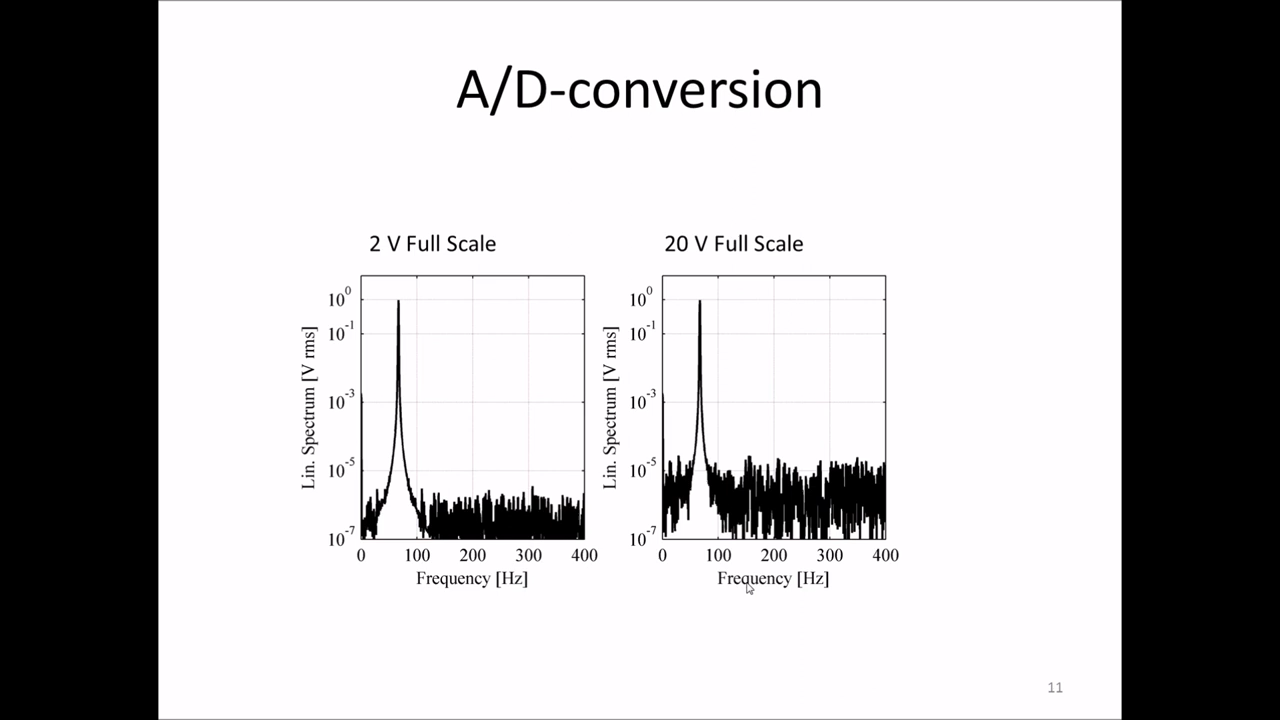 A/D-conversion
2 V Full Scale
10^0
10^-1
10^-3
10^-5
10^-7
Lin. Spectrum [V rms]
0 100 200 300 400
Frequency [Hz]
20 V Full Scale
10^0
10^-1
10^-3
10^-5
10^-7
Lin. Spectrum [V rms]
0 100 200 300 400
Frequency [Hz]
11